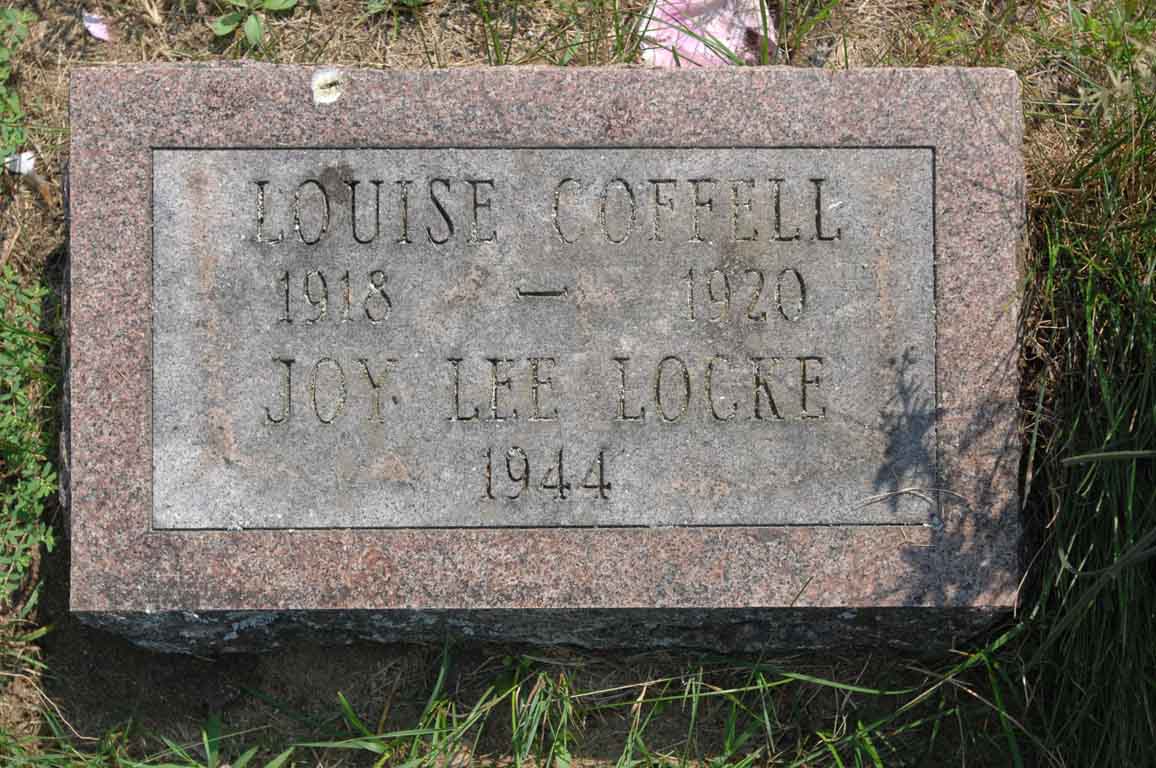 LOUISE COFFELL
1918 — 1920
JOY LEE LOCKE
1944